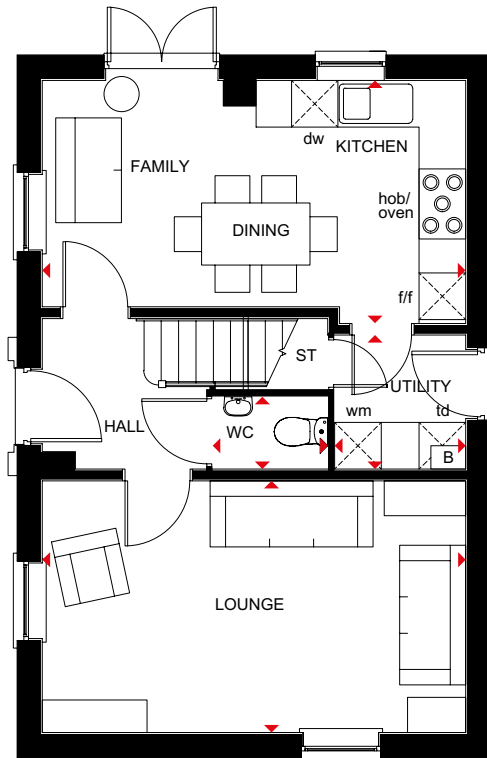 dw
KITCHEN
FAMILY
hob/
oven
DINING
f/f
ST
UTILITY
wm
td
HALL
WC
B
LOUNGE